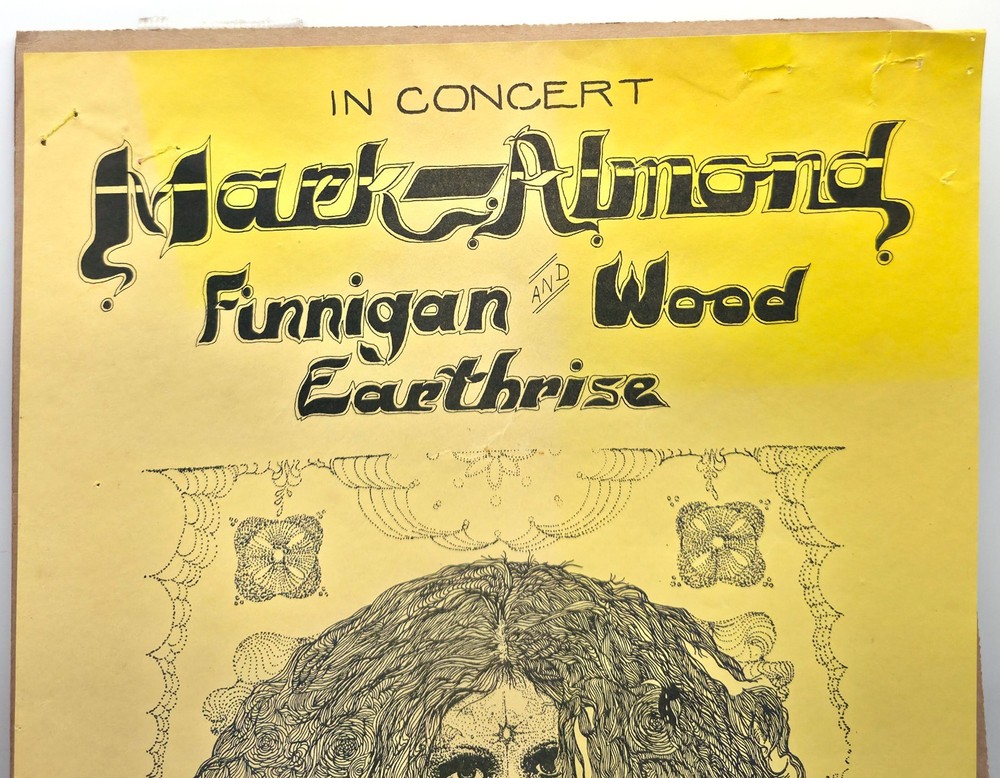 IN CONCERT
Mark-Almond
Finnigan AND Wood
Earthrise